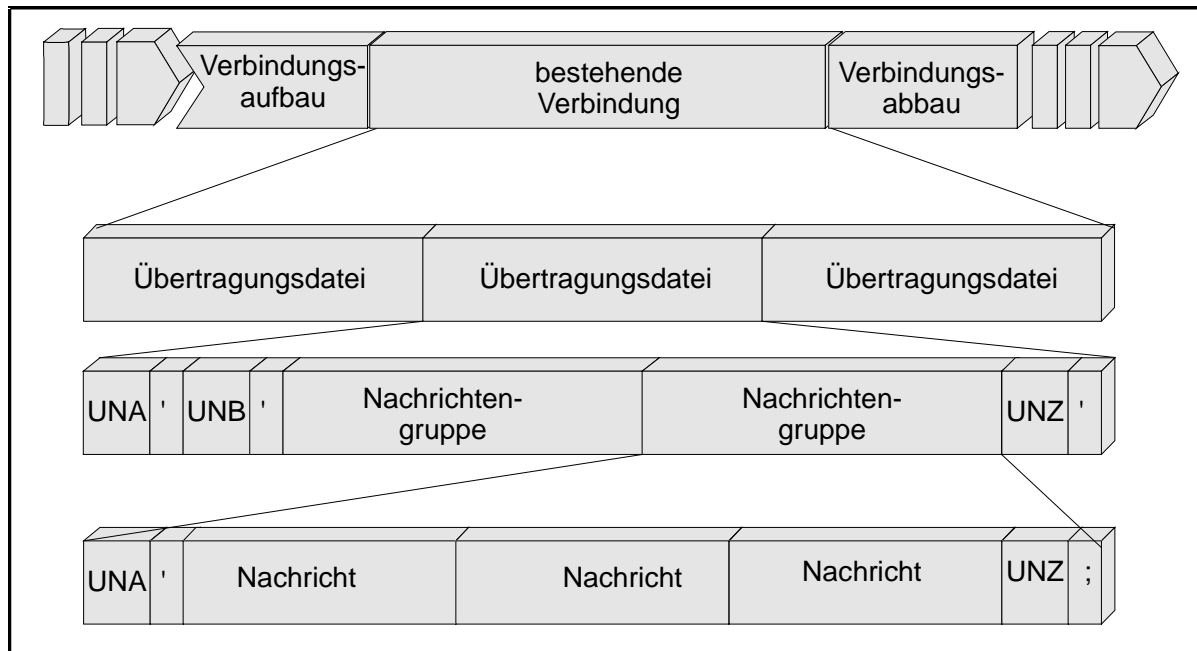 Verbindungs-
aufbau
bestehende
Verbindung
Verbindungs-
abbau
Übertragungsdatei
Übertragungsdatei
Übertragungsdatei
UNA
'
UNB
'
Nachrichten-
gruppe
Nachrichten-
gruppe
UNZ
'
UNA
'
Nachricht
Nachricht
Nachricht
UNZ
;